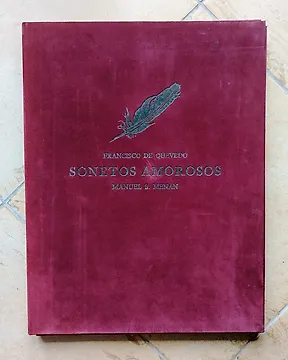 FRANCISCO DE QUEVEDO
SONETOS AMOROSOS
MANUEL S. MENAN